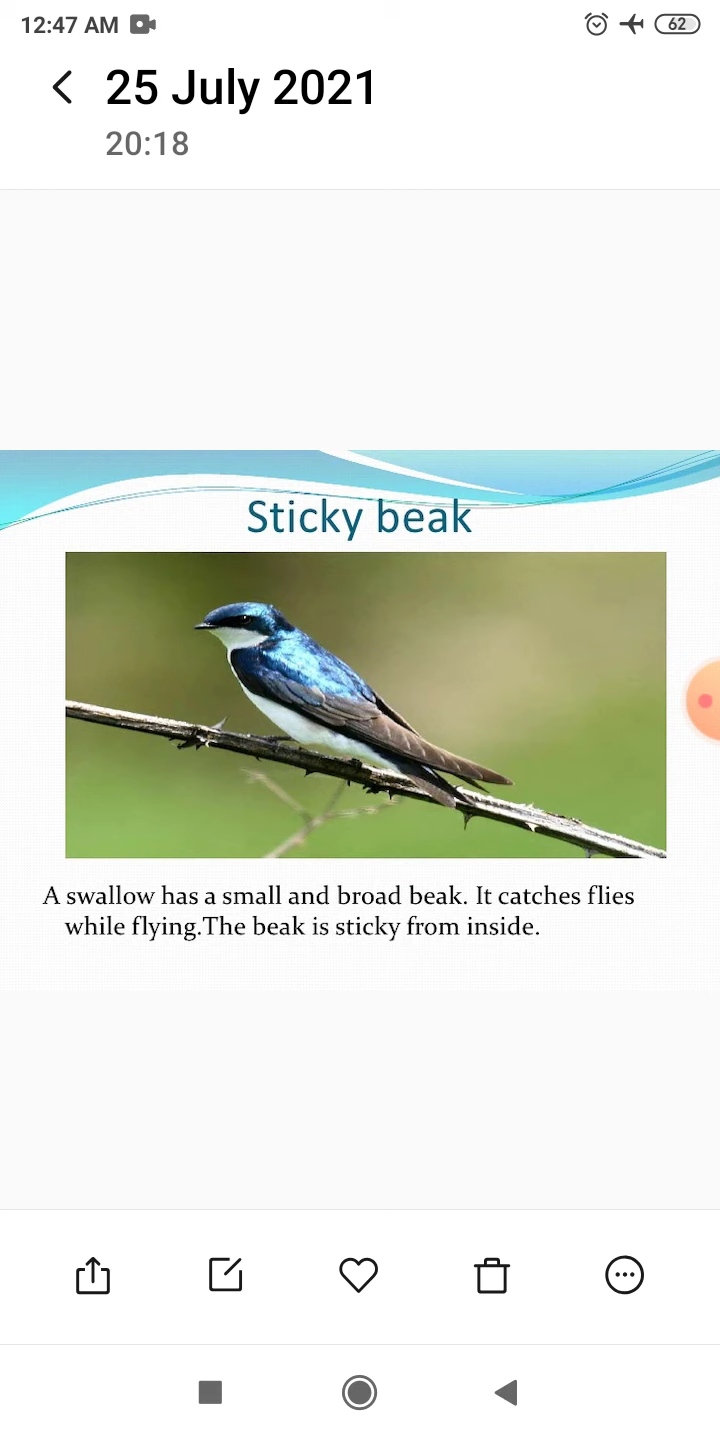 12:47 AM
62
25 July 2021
20:18
Sticky beak
A swallow has a small and broad beak. It catches flies
while flying.The beak is sticky from inside.